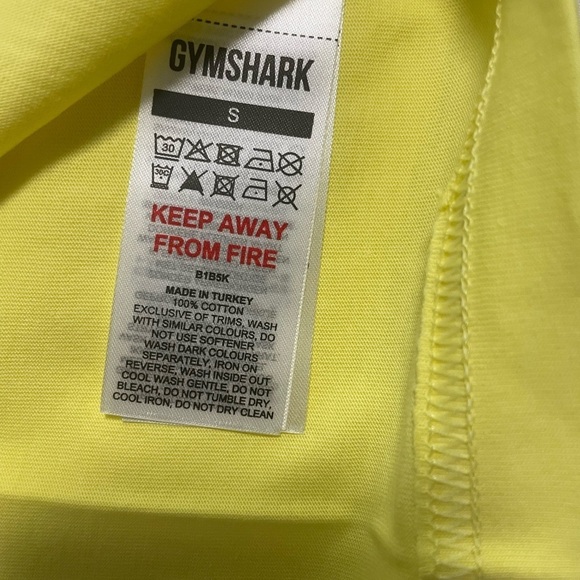 GYMSHARK
S
30
30C
KEEP AWAY
FROM FIRE
B1B5K
MADE IN TURKEY
100% COTTON
EXCLUSIVE OF TRIMS, WASH
WITH SIMILAR COLOURS, DO
NOT USE SOFTENER
WASH DARK COLOURS
SEPARATELY, IRON ON
REVERSE, WASH INSIDE OUT
COOL WASH GENTLE, DO NOT
BLEACH, DO NOT TUMBLE DRY,
COOL IRON, DO NOT DRY CLEAN